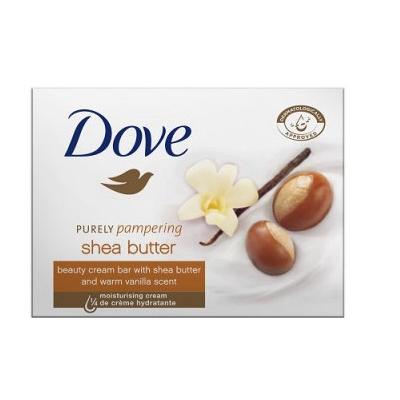 DERMATOLOGICALLY
APPROVED
Dove
PURELY pampering
shea butter
beauty cream bar with shea butter
and warm vanilla scent
¼ moisturising cream
de crème hydratante